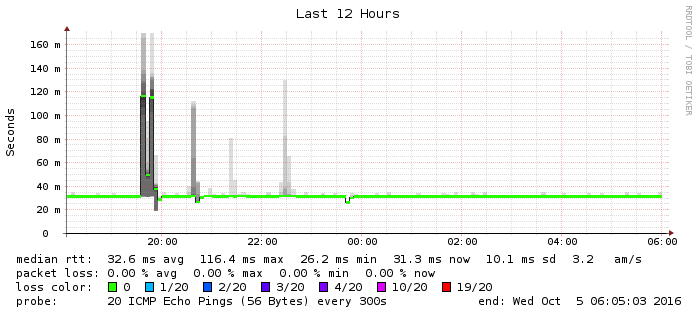 Last 12 Hours
RRDTOOL / TOBI OETIKER
Seconds
160 m
140 m
120 m
100 m
80 m
60 m
40 m
20 m
0
20:00 22:00 00:00 02:00 04:00 06:00
median rtt: 32.6 ms avg 116.4 ms max 26.2 ms min 31.3 ms now 10.1 ms sd 3.2 am/s
packet loss: 0.00 % avg 0.00 % max 0.00 % min 0.00 % now
loss color: 0 1/20 2/20 3/20 4/20 10/20 19/20
probe: 20 ICMP Echo Pings (56 Bytes) every 300s end: Wed Oct 5 06:05:03 2016